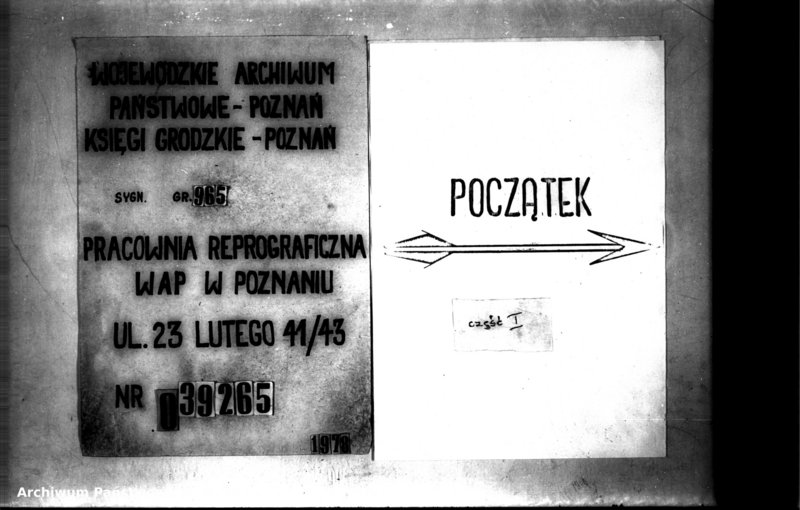 WOJEWÓDZKIE ARCHIWUM
PAŃSTWOWE - POZNAŃ
KSIĘGI GRODZKIE - POZNAŃ
SYGN. GR. 965
PRACOWNIA REPROGRAFICZNA
WAP W POZNANIU
UL. 23 LUTEGO 41/43
NR 039265
POCZĄTEK
część I
Archiwum